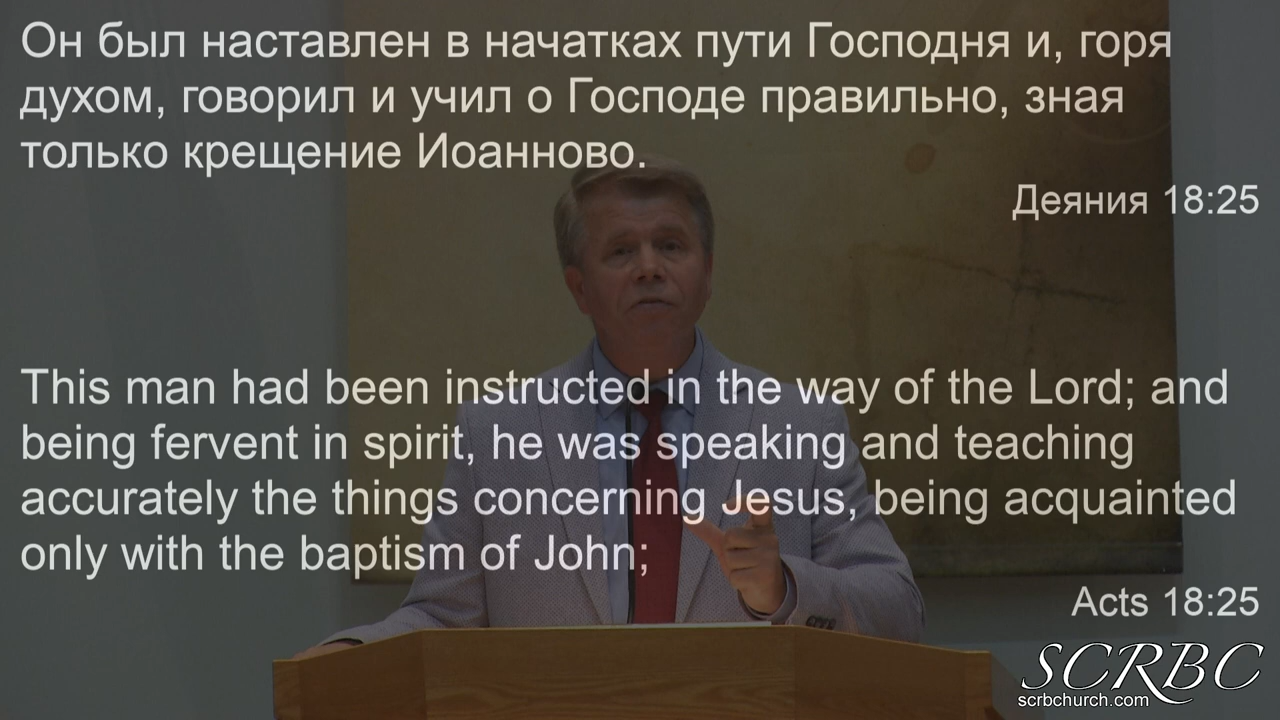 Он был наставлен в начатках пути Господня и, горя
духом, говорил и учил о Господе правильно, зная
только крещение Иоанново.
Деяния 18:25
This man had been instructed in the way of the Lord; and
being fervent in spirit, he was speaking and teaching
accurately the things concerning Jesus, being acquainted
only with the baptism of John;
Acts 18:25
SCRBC
scrbchurch.com